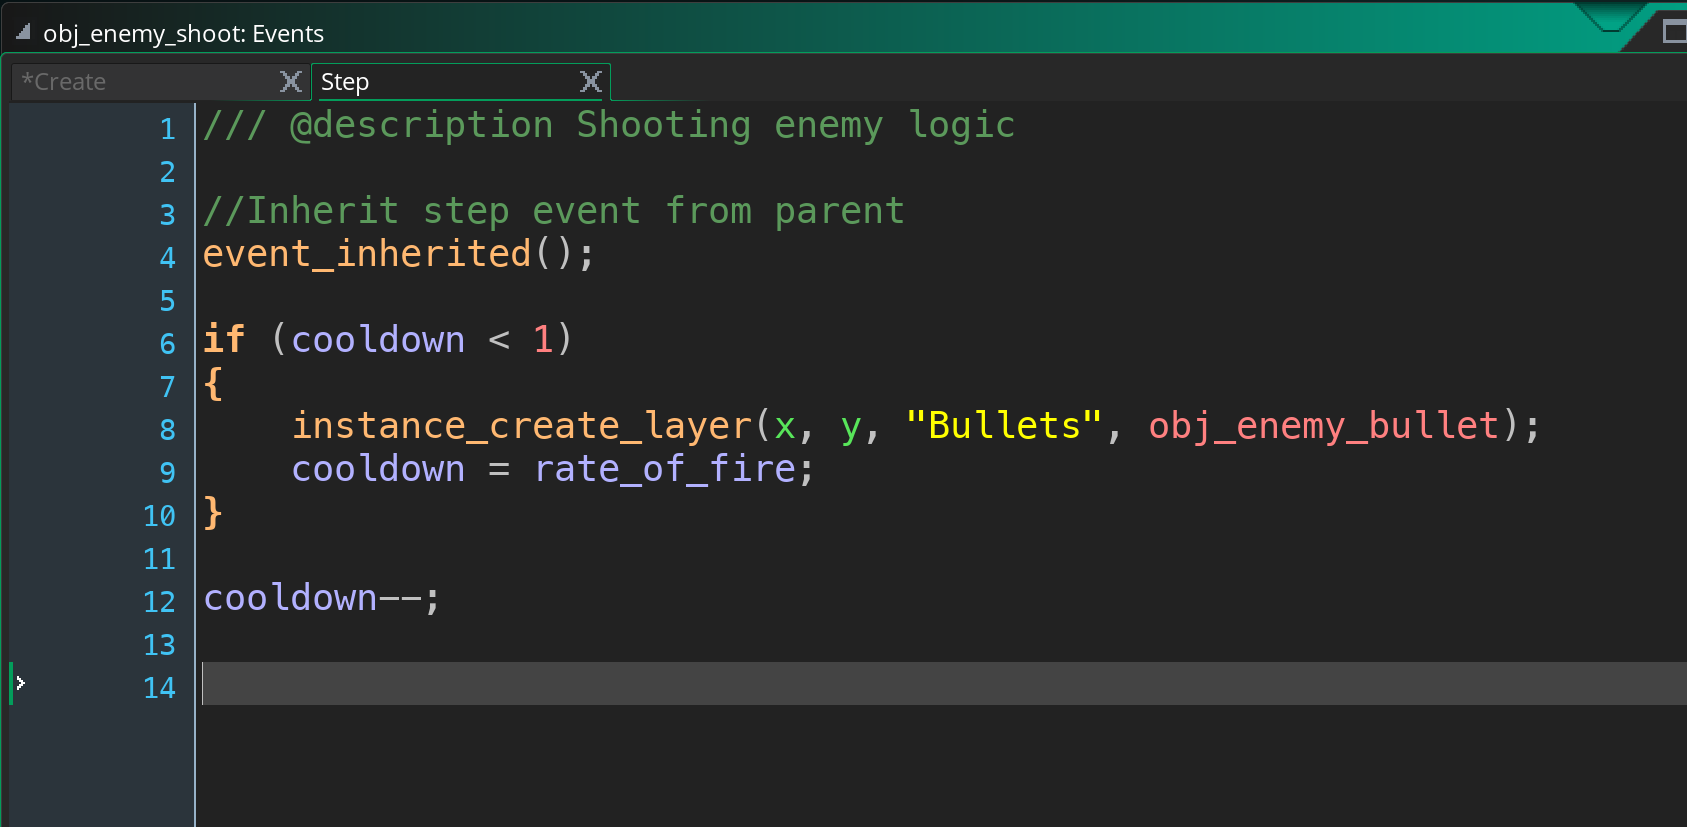 obj_enemy_shoot: Events
*Create Step
1 /// @description Shooting enemy logic
2
3 //Inherit step event from parent
4 event_inherited();
5
6 if (cooldown < 1)
7 {
8 instance_create_layer(x, y, "Bullets", obj_enemy_bullet);
9 cooldown = rate_of_fire;
10 }
11
12 cooldown--;
13
14